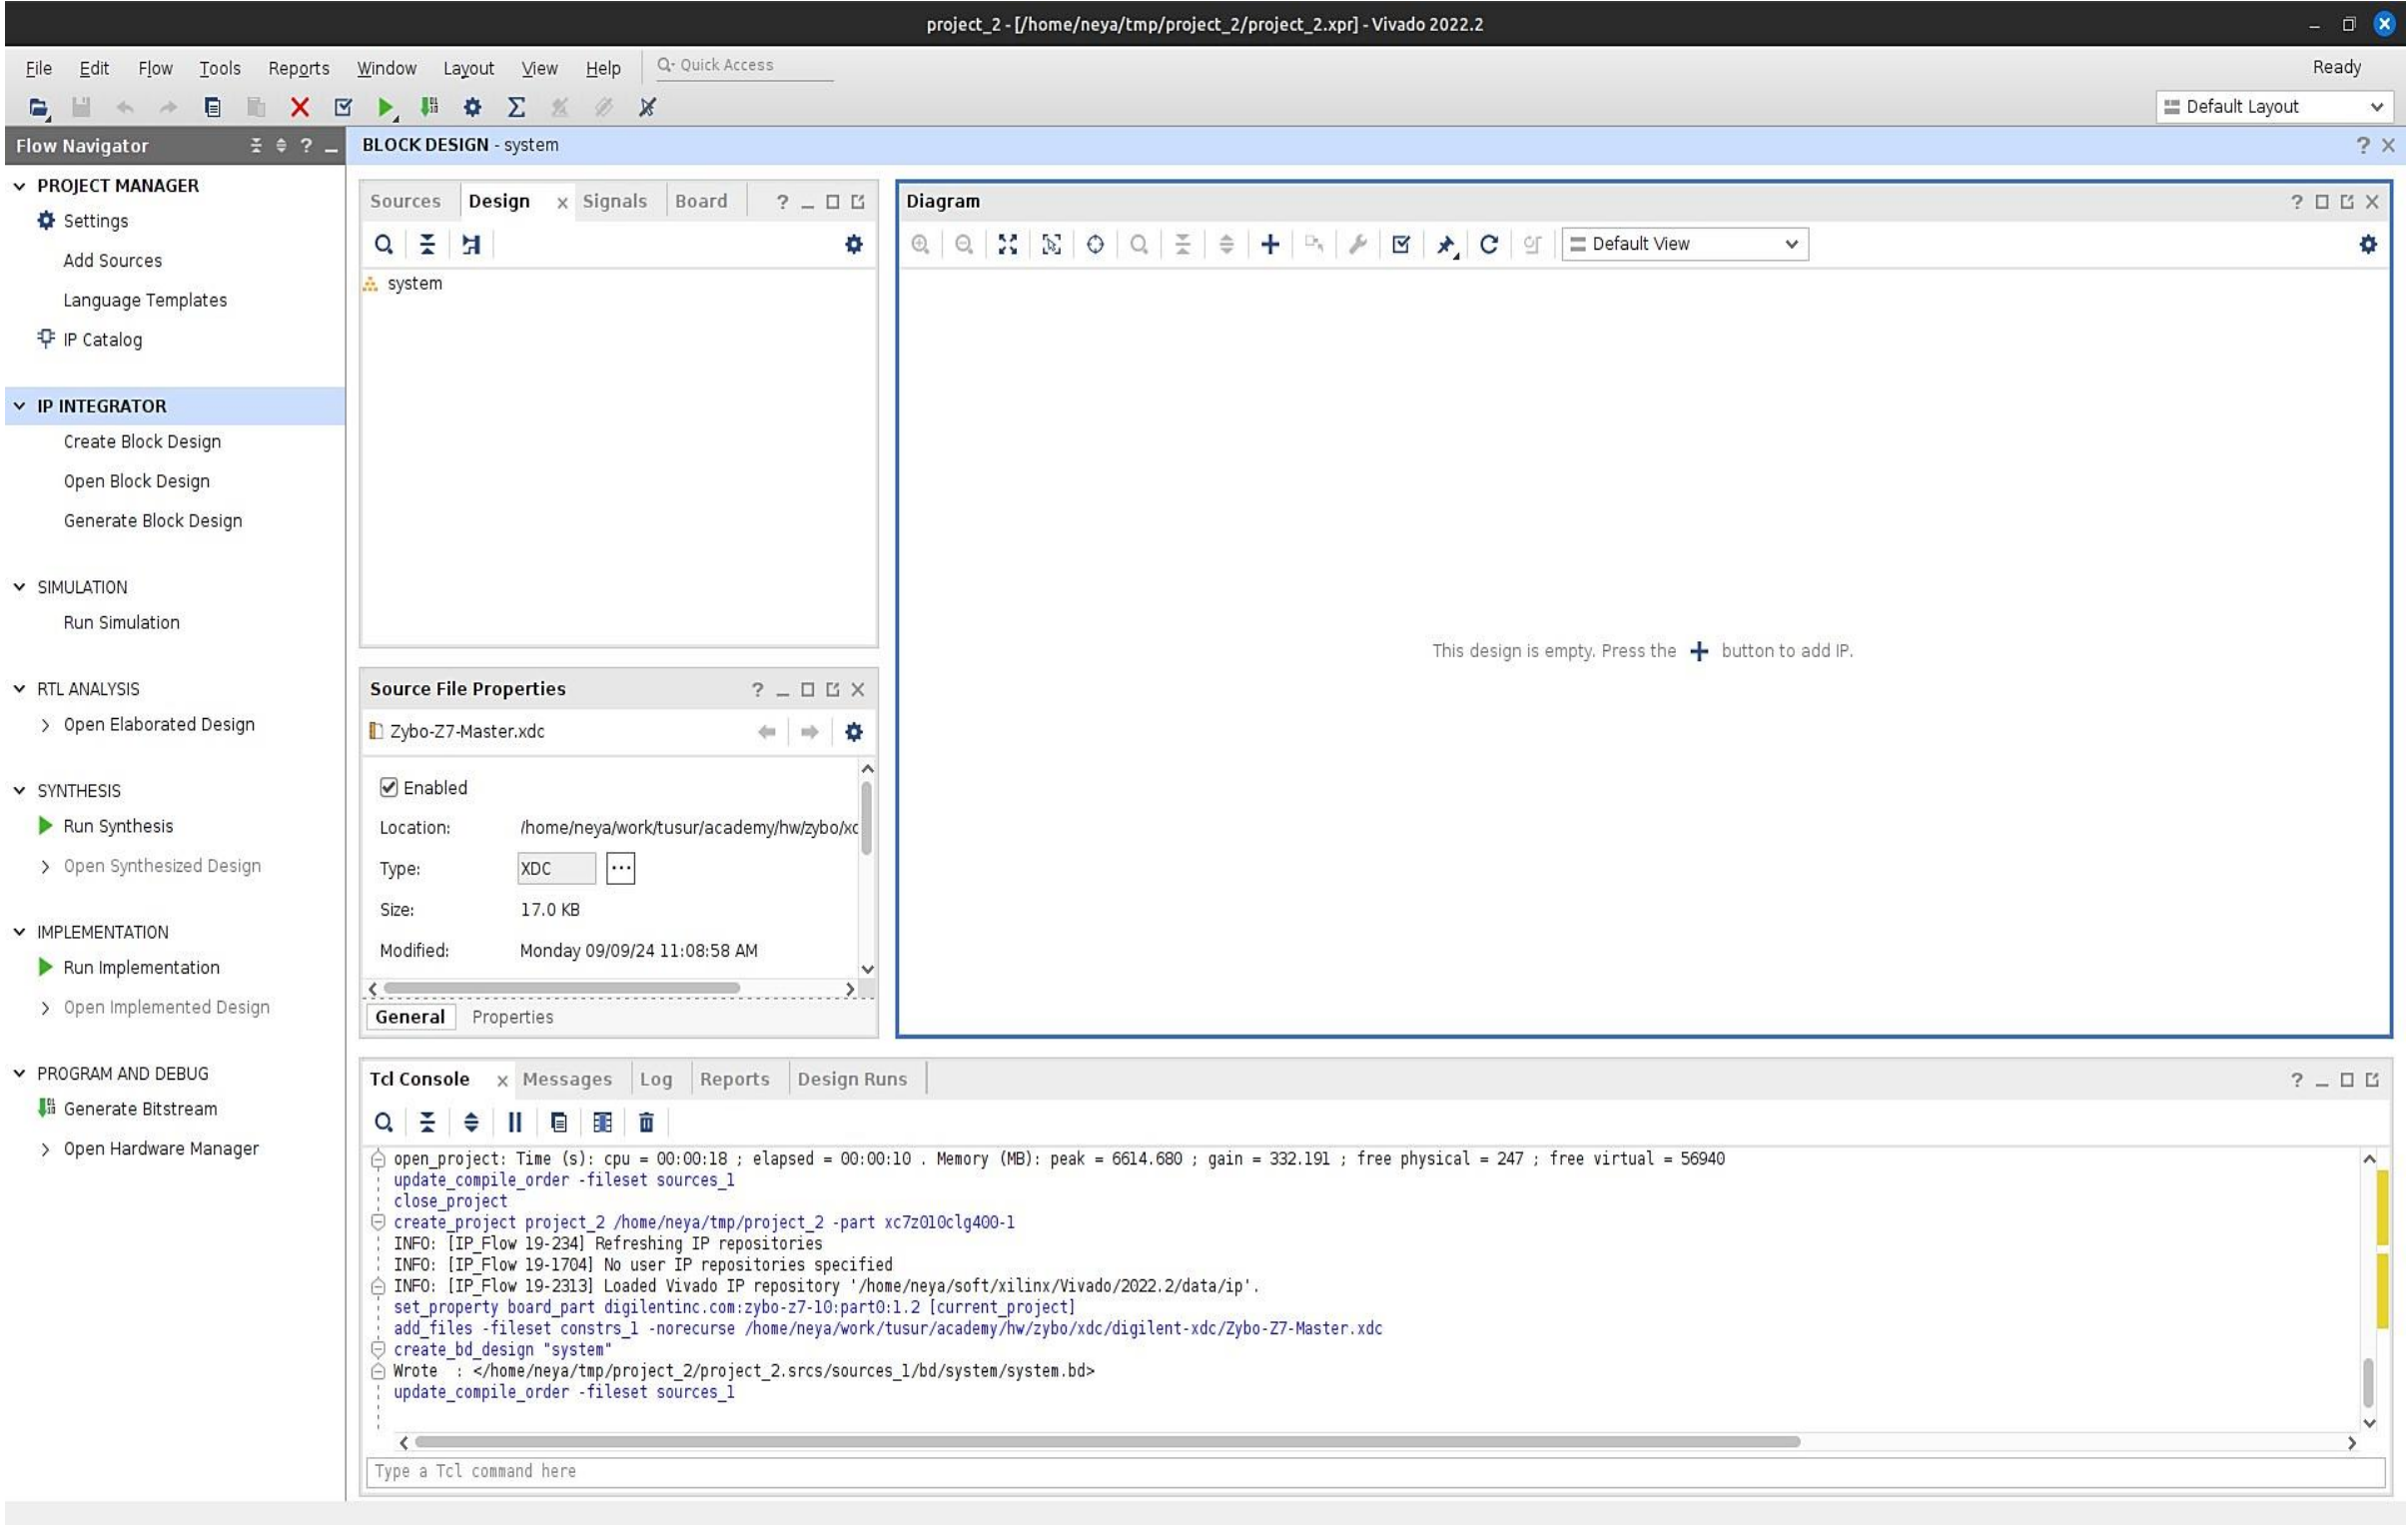 project_2 - [/home/neya/tmp/project_2/project_2.xpr] - Vivado 2022.2
File Edit Flow Tools Reports Window Layout View Help Quick Access Ready
Default Layout
Flow Navigator
PROJECT MANAGER
Settings
Add Sources
Language Templates
IP Catalog
IP INTEGRATOR
Create Block Design
Open Block Design
Generate Block Design
SIMULATION
Run Simulation
RTL ANALYSIS
Open Elaborated Design
SYNTHESIS
Run Synthesis
Open Synthesized Design
IMPLEMENTATION
Run Implementation
Open Implemented Design
PROGRAM AND DEBUG
Generate Bitstream
Open Hardware Manager
BLOCK DESIGN - system
Sources Design Signals Board
system
Source File Properties
Zybo-Z7-Master.xdc
Enabled
Location: /home/neya/work/tusur/academy/hw/zybo/xc
Type: XDC
Size: 17.0 KB
Modified: Monday 09/09/24 11:08:58 AM
General Properties
Diagram
Default View
This design is empty. Press the + button to add IP.
Tcl Console Messages Log Reports Design Runs
open_project: Time (s): cpu = 00:00:18 ; elapsed = 00:00:10 . Memory (MB): peak = 6614.680 ; gain = 332.191 ; free physical = 247 ; free virtual = 56940
update_compile_order -fileset sources_1
close_project
create_project project_2 /home/neya/tmp/project_2 -part xc7z010clg400-1
INFO: [IP_Flow 19-234] Refreshing IP repositories
INFO: [IP_Flow 19-1704] No user IP repositories specified
INFO: [IP_Flow 19-2313] Loaded Vivado IP repository '/home/neya/soft/xilinx/Vivado/2022.2/data/ip'.
set_property board_part digilentinc.com:zybo-z7-10:part0:1.2 [current_project]
add_files -fileset constrs_1 -norecurse /home/neya/work/tusur/academy/hw/zybo/xdc/digilent-xdc/Zybo-Z7-Master.xdc
create_bd_design "system"
Wrote  : </home/neya/tmp/project_2/project_2.srcs/sources_1/bd/system/system.bd>
update_compile_order -fileset sources_1
Type a Tcl command here